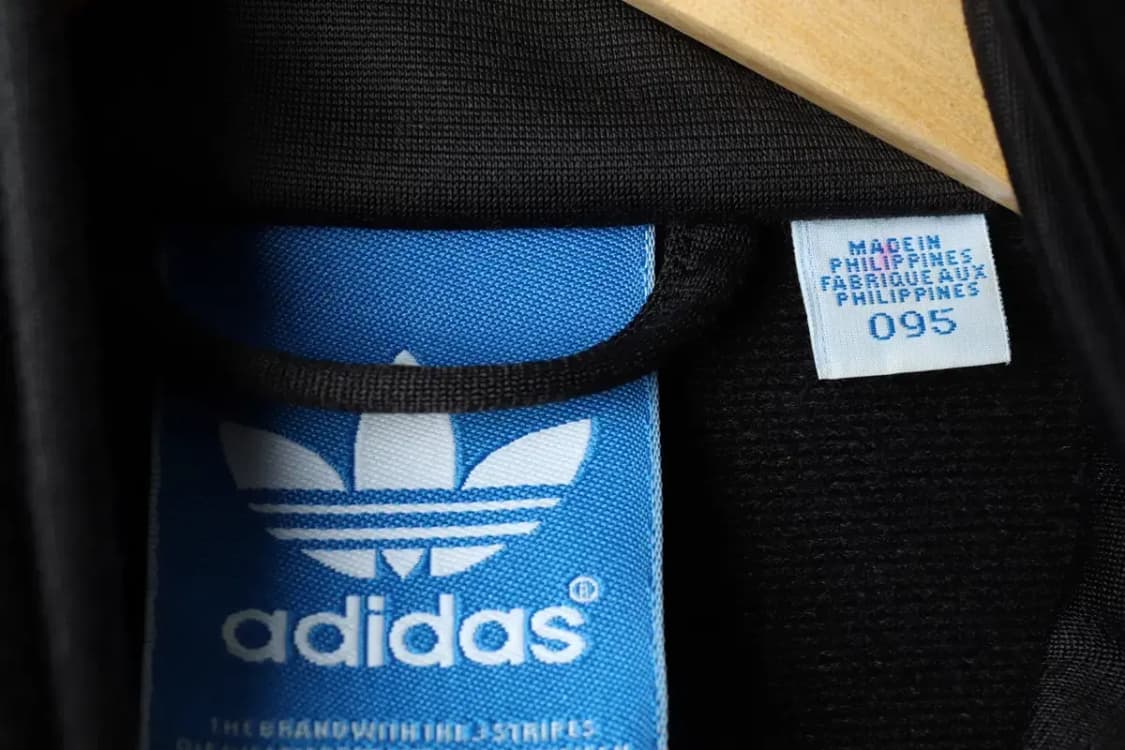 adidas®
THE BRAND WITH THE 3 STRIPES
MADE IN
PHILIPPINES
FABRIQUE AUX
PHILIPPINES
095